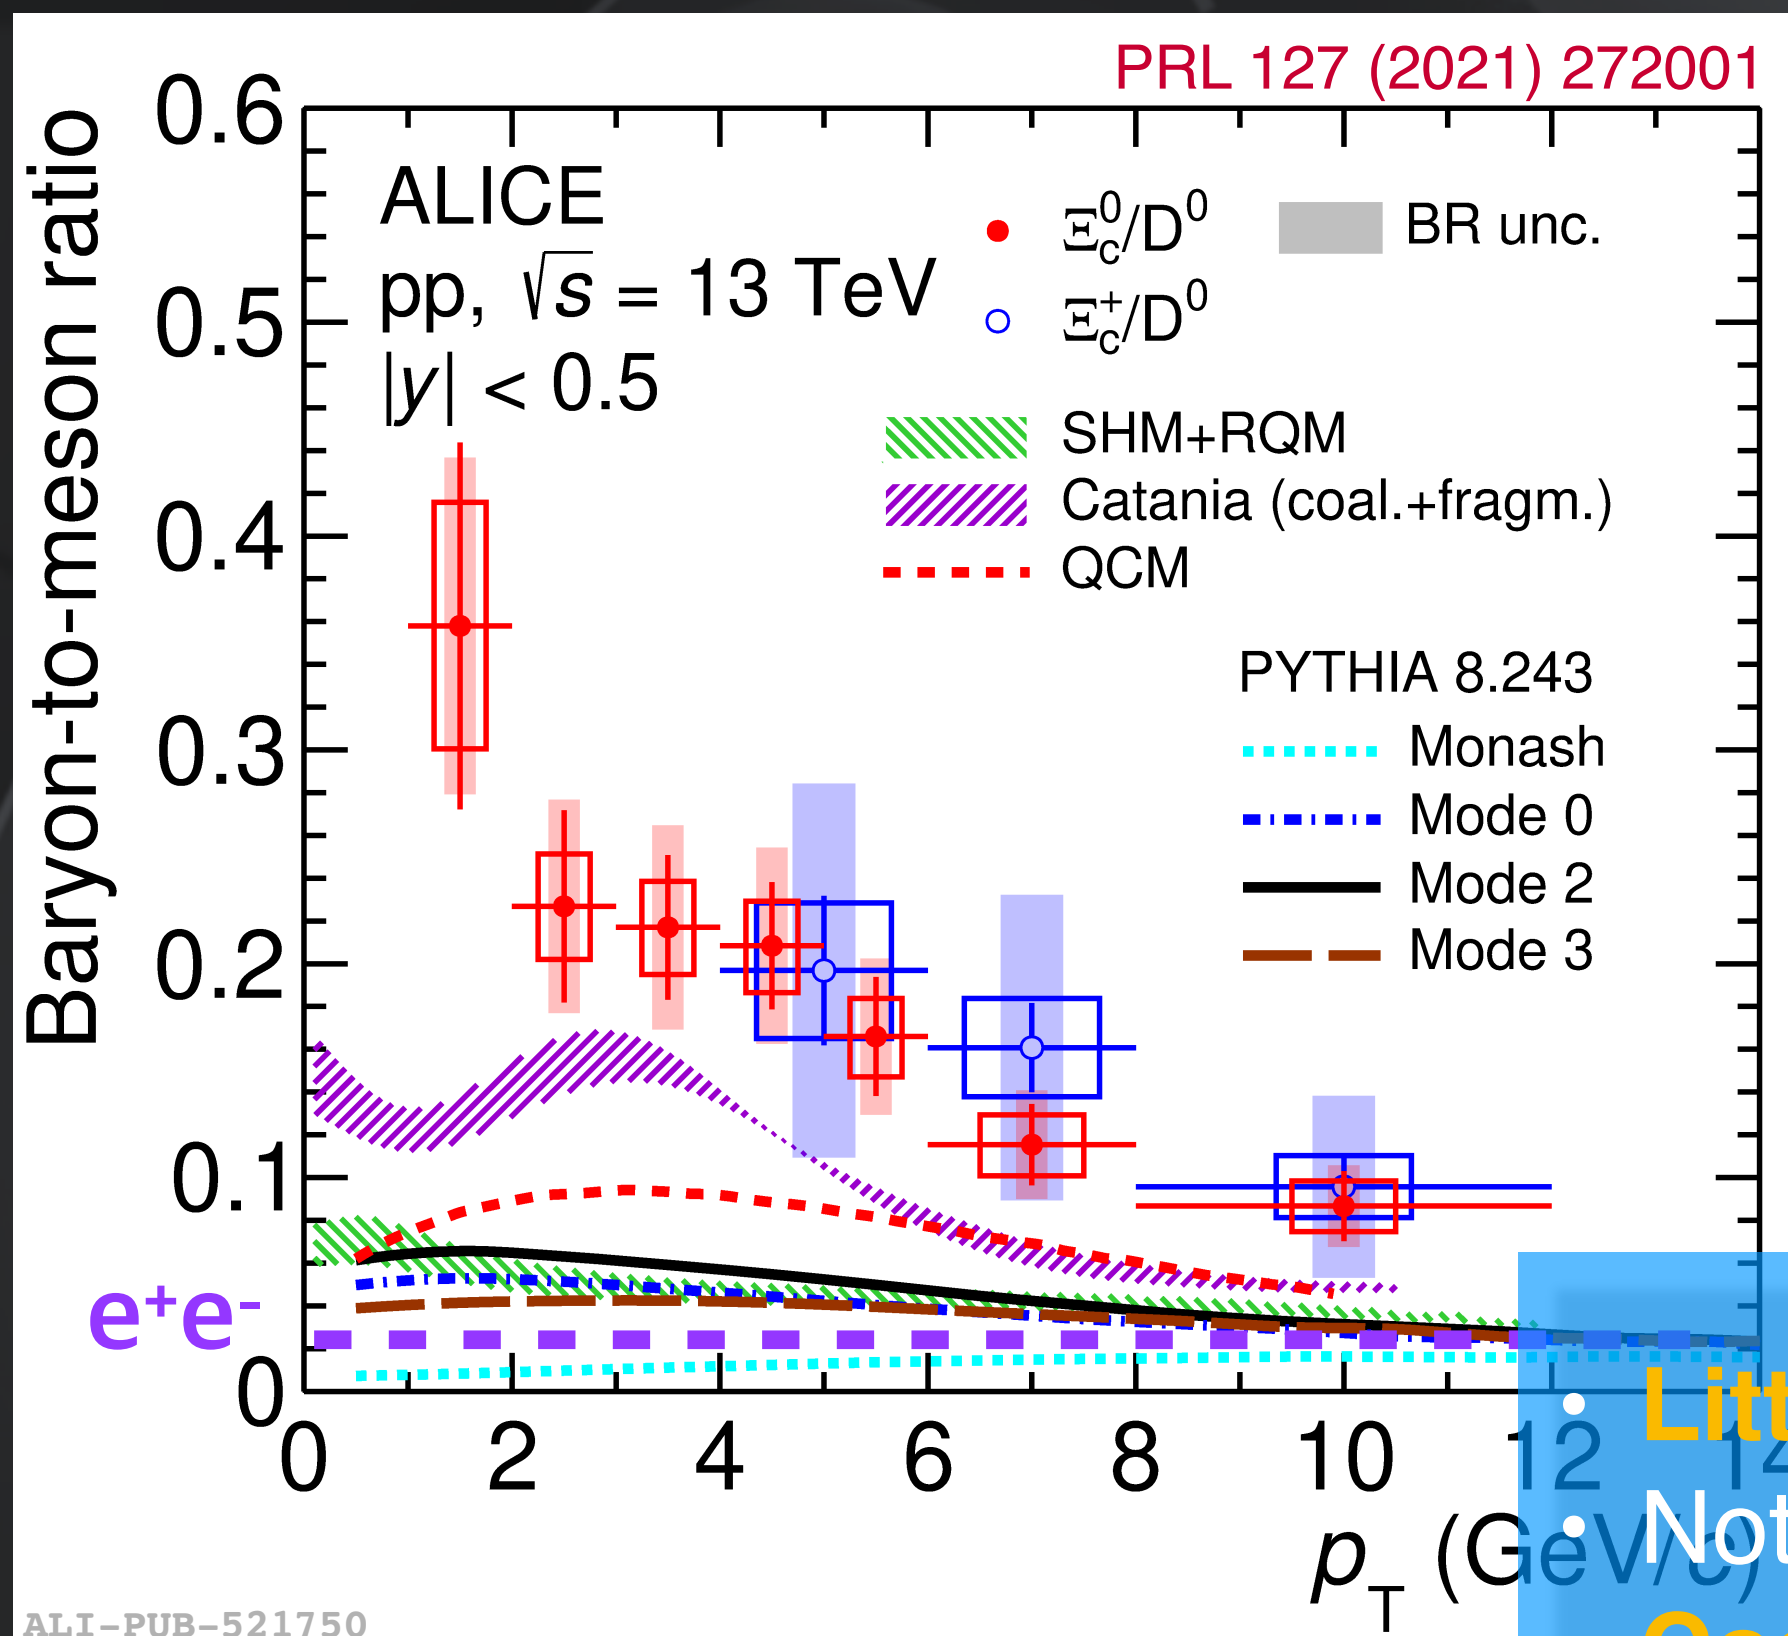 PRL 127 (2021) 272001
Baryon-to-meson ratio
0.6
0.5
0.4
0.3
0.2
0.1
0
ALICE
pp, √s = 13 TeV
|y| < 0.5
Ξc0/D0
BR unc.
Ξc+/D0
SHM+RQM
Catania (coal.+fragm.)
QCM
PYTHIA 8.243
Monash
Mode 0
Mode 2
Mode 3
e+e-
0 2 4 6 8 10 12 14
pT (GeV/c)
• Litt
• Not
ALI-PUB-521750